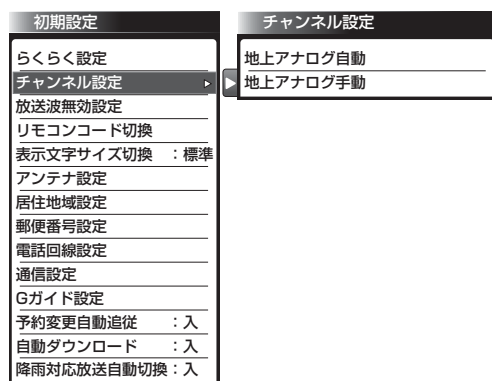 初期設定
らくらく設定
チャンネル設定
放送波無効設定
リモコンコード切換
表示文字サイズ切換 ：標準
アンテナ設定
居住地域設定
郵便番号設定
電話回線設定
通信設定
Gガイド設定
予約変更自動追従 ：入
自動ダウンロード ：入
降雨対応放送自動切換：入
チャンネル設定
地上アナログ自動
地上アナログ手動